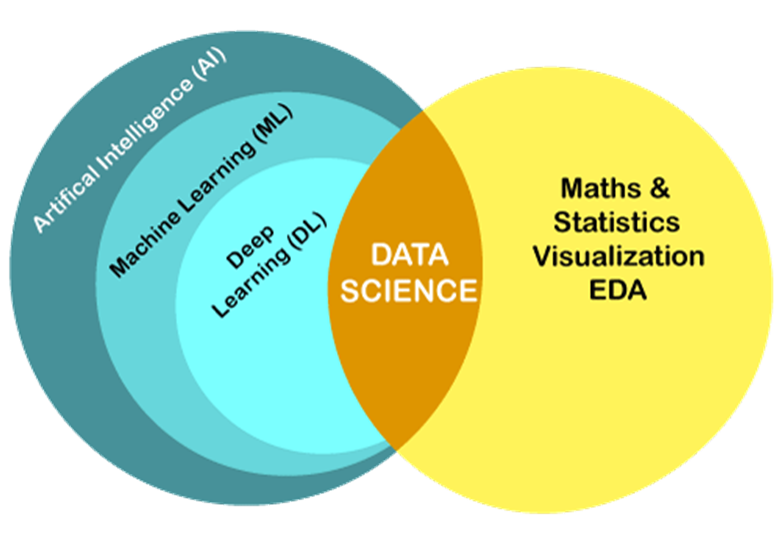 Artifical Intelligence (AI)
Machine Learning (ML)
Deep
Learning (DL)
DATA
SCIENCE
Maths &
Statistics
Visualization
EDA